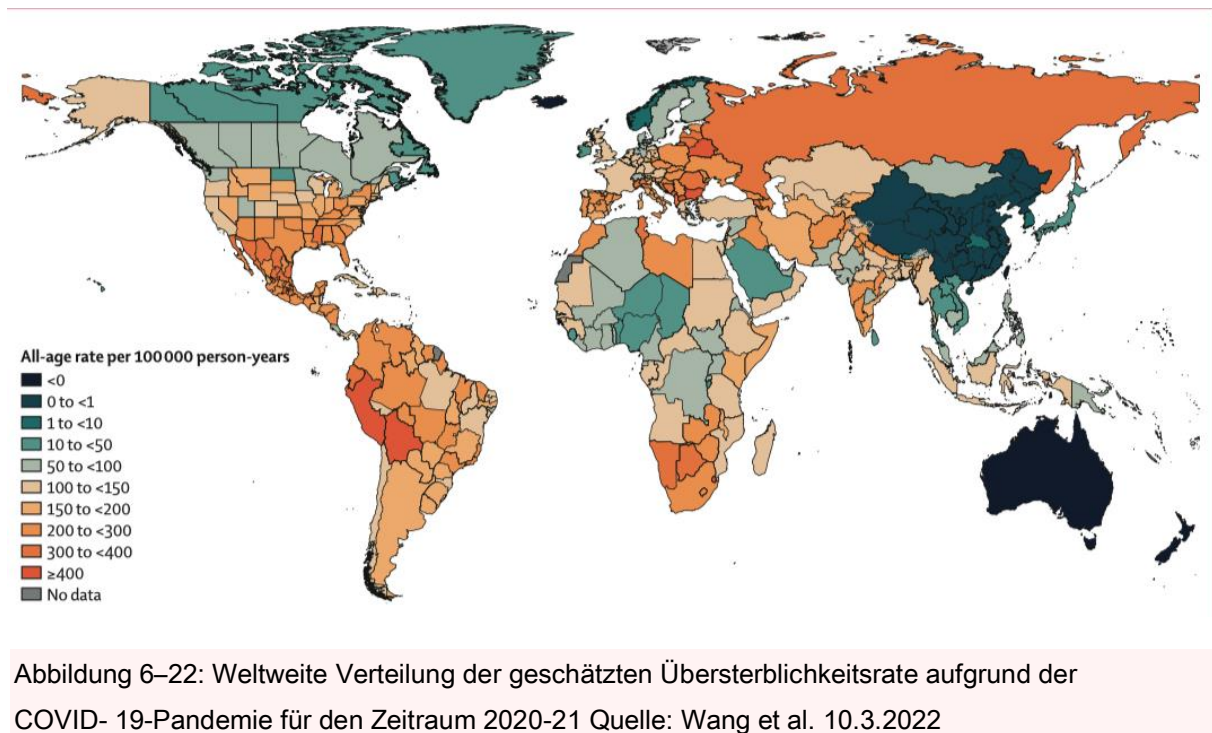 All-age rate per 100 000 person-years
<0
0 to <1
1 to <10
10 to <50
50 to <100
100 to <150
150 to <200
200 to <300
300 to <400
≥400
No data
Abbildung 6–22: Weltweite Verteilung der geschätzten Übersterblichkeitsrate aufgrund der
COVID- 19-Pandemie für den Zeitraum 2020-21 Quelle: Wang et al. 10.3.2022